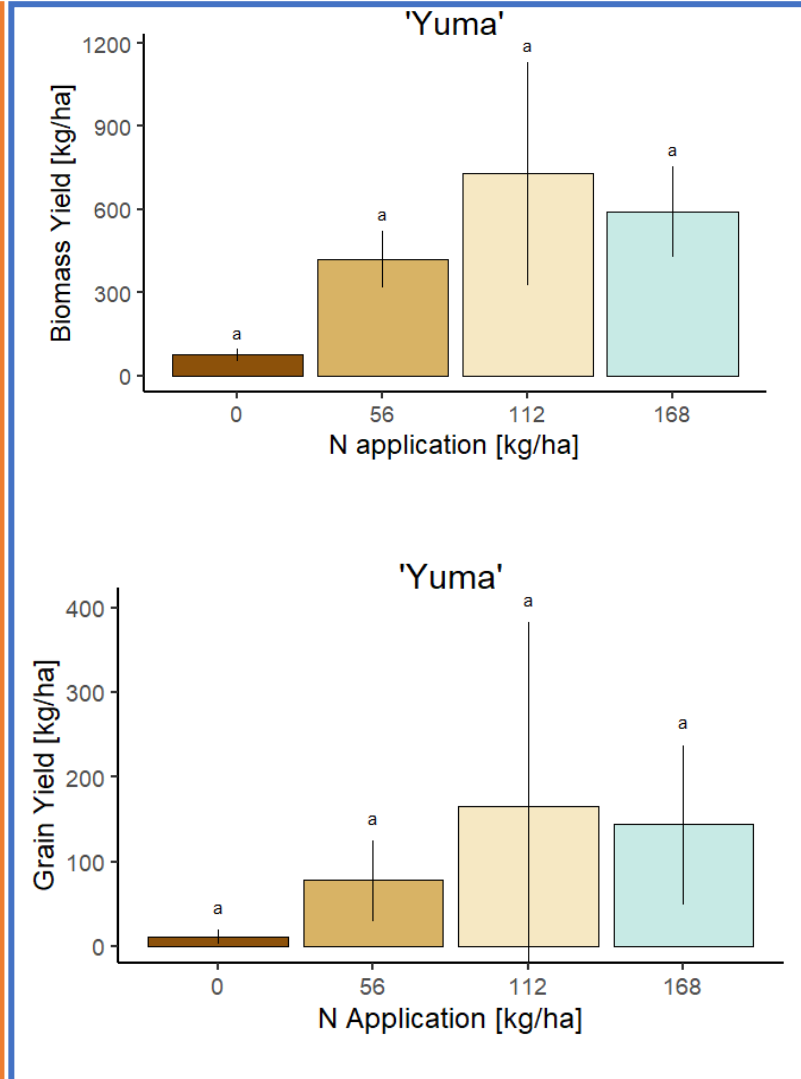 'Yuma'
1200
900
600
300
0
Biomass Yield [kg/ha]
a
a
a
a
0 56 112 168
N application [kg/ha]
'Yuma'
400
300
200
100
0
Grain Yield [kg/ha]
a
a
a
a
0 56 112 168
N Application [kg/ha]